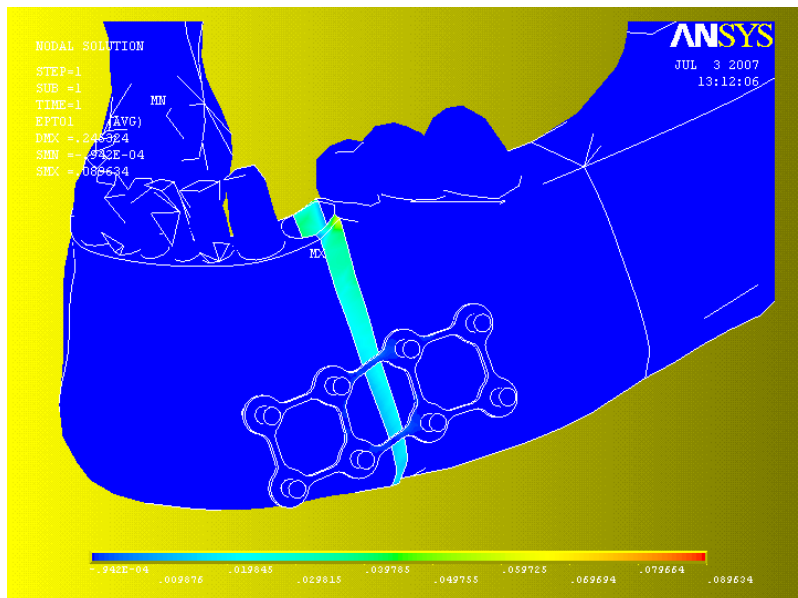 NODAL SOLUTION
STEP=1
SUB =1
TIME=1
EPTO1 (AVG)
DMX =.248324
SMN =-.942E-04
SMX =.089634
ANSYS
JUL 3 2007
13:12:06
MN
MX
-.942E-04 .019845 .039785 .059725 .079664
.009876 .029815 .049755 .069694 .089634